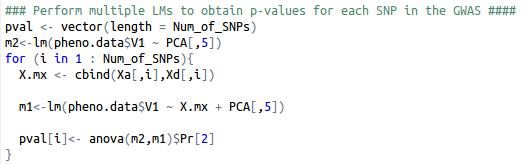 ### Perform multiple LMs to obtain p-values for each SNP in the GWAS ####
pval <- vector(length = Num_of_SNPs)
m2<-lm(pheno.data$V1 ~ PCA[,5])
for (i in 1 : Num_of_SNPs){
  X.mx <- cbind(Xa[,i],Xd[,i])
  m1<-lm(pheno.data$V1 ~ X.mx + PCA[,5])
  pval[i]<- anova(m2,m1)$Pr[2]
}